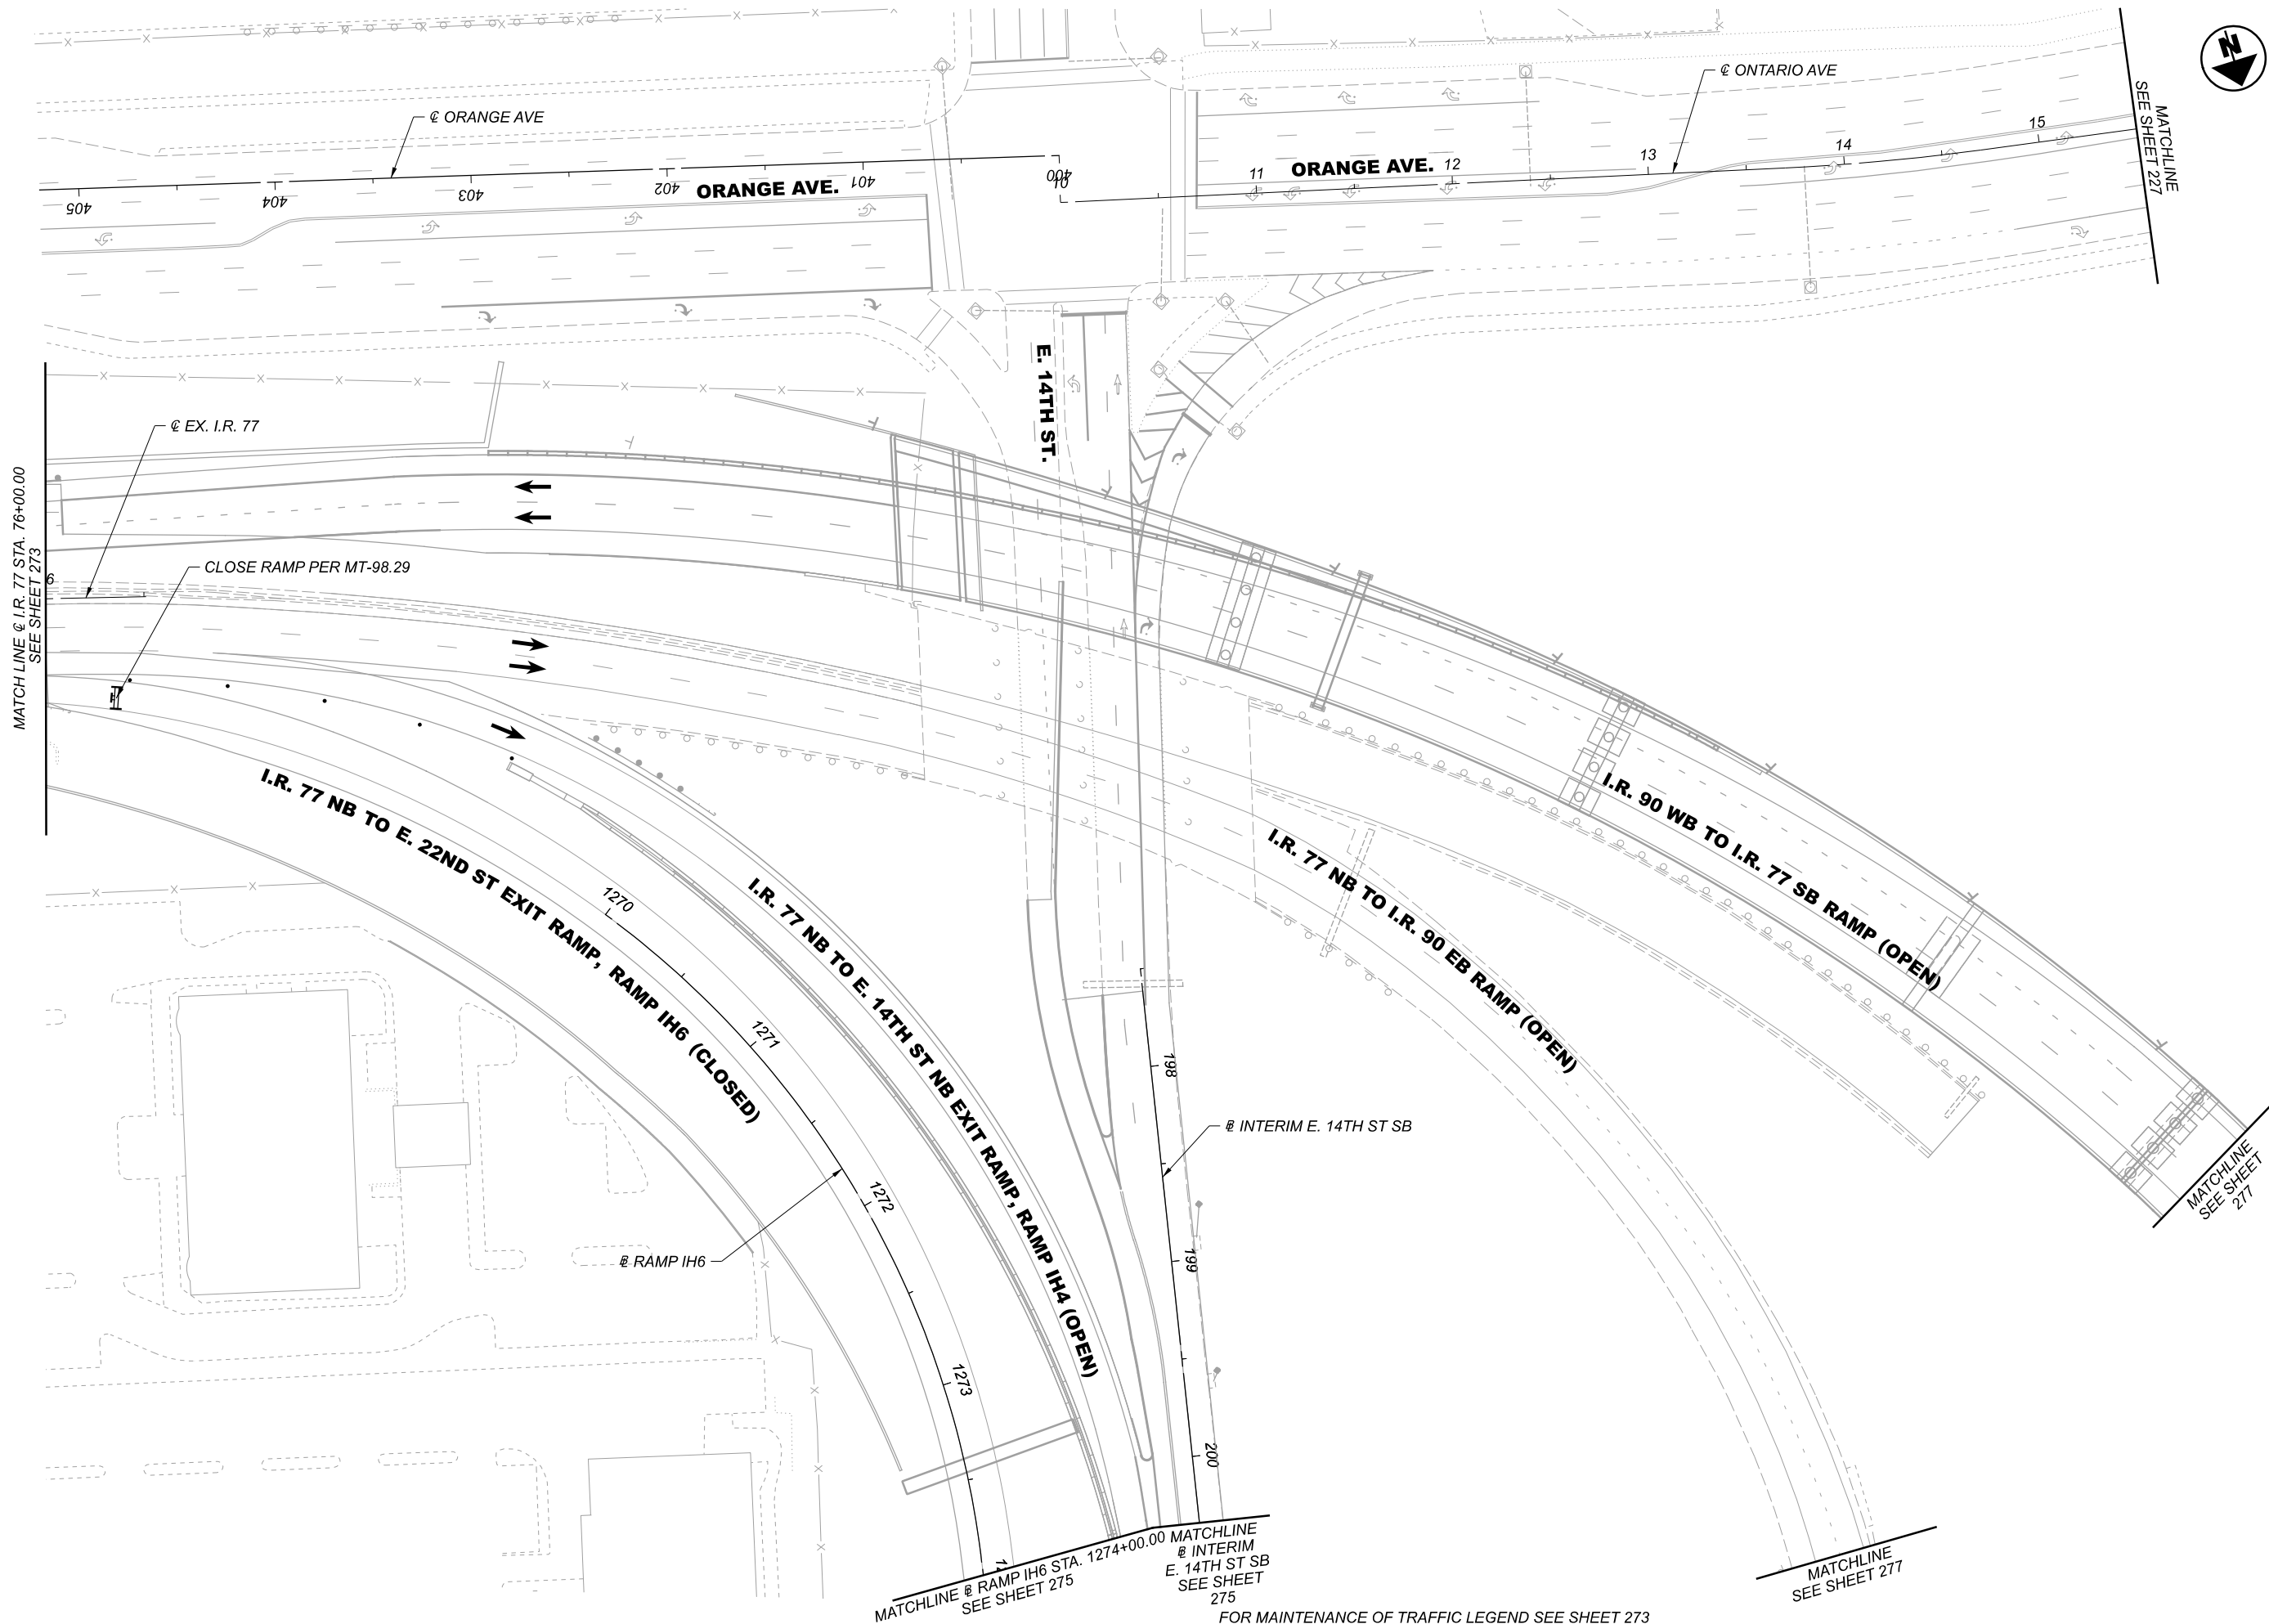 N
℄ ONTARIO AVE
℄ ORANGE AVE
MATCHLINE
SEE SHEET 227
405
404
403
402
401
400
10
11
12
13
14
15
ORANGE AVE.
ORANGE AVE.
E. 14TH ST.
℄ EX. I.R. 77
MATCH LINE ℄ I.R. 77 STA. 76+00.00
SEE SHEET 273
6
CLOSE RAMP PER MT-98.29
I.R. 77 NB TO E. 22ND ST EXIT RAMP, RAMP IH6 (CLOSED)
I.R. 77 NB TO E. 14TH ST NB EXIT RAMP, RAMP IH4 (OPEN)
I.R. 77 NB TO I.R. 90 EB RAMP (OPEN)
I.R. 90 WB TO I.R. 77 SB RAMP (OPEN)
1270
1271
1272
1273
198
199
200
B INTERIM E. 14TH ST SB
B RAMP IH6
MATCHLINE
SEE SHEET
277
MATCHLINE B RAMP IH6 STA. 1274+00.00
SEE SHEET 275
MATCHLINE
B INTERIM
E. 14TH ST SB
SEE SHEET
275
MATCHLINE
SEE SHEET 277
FOR MAINTENANCE OF TRAFFIC LEGEND SEE SHEET 273